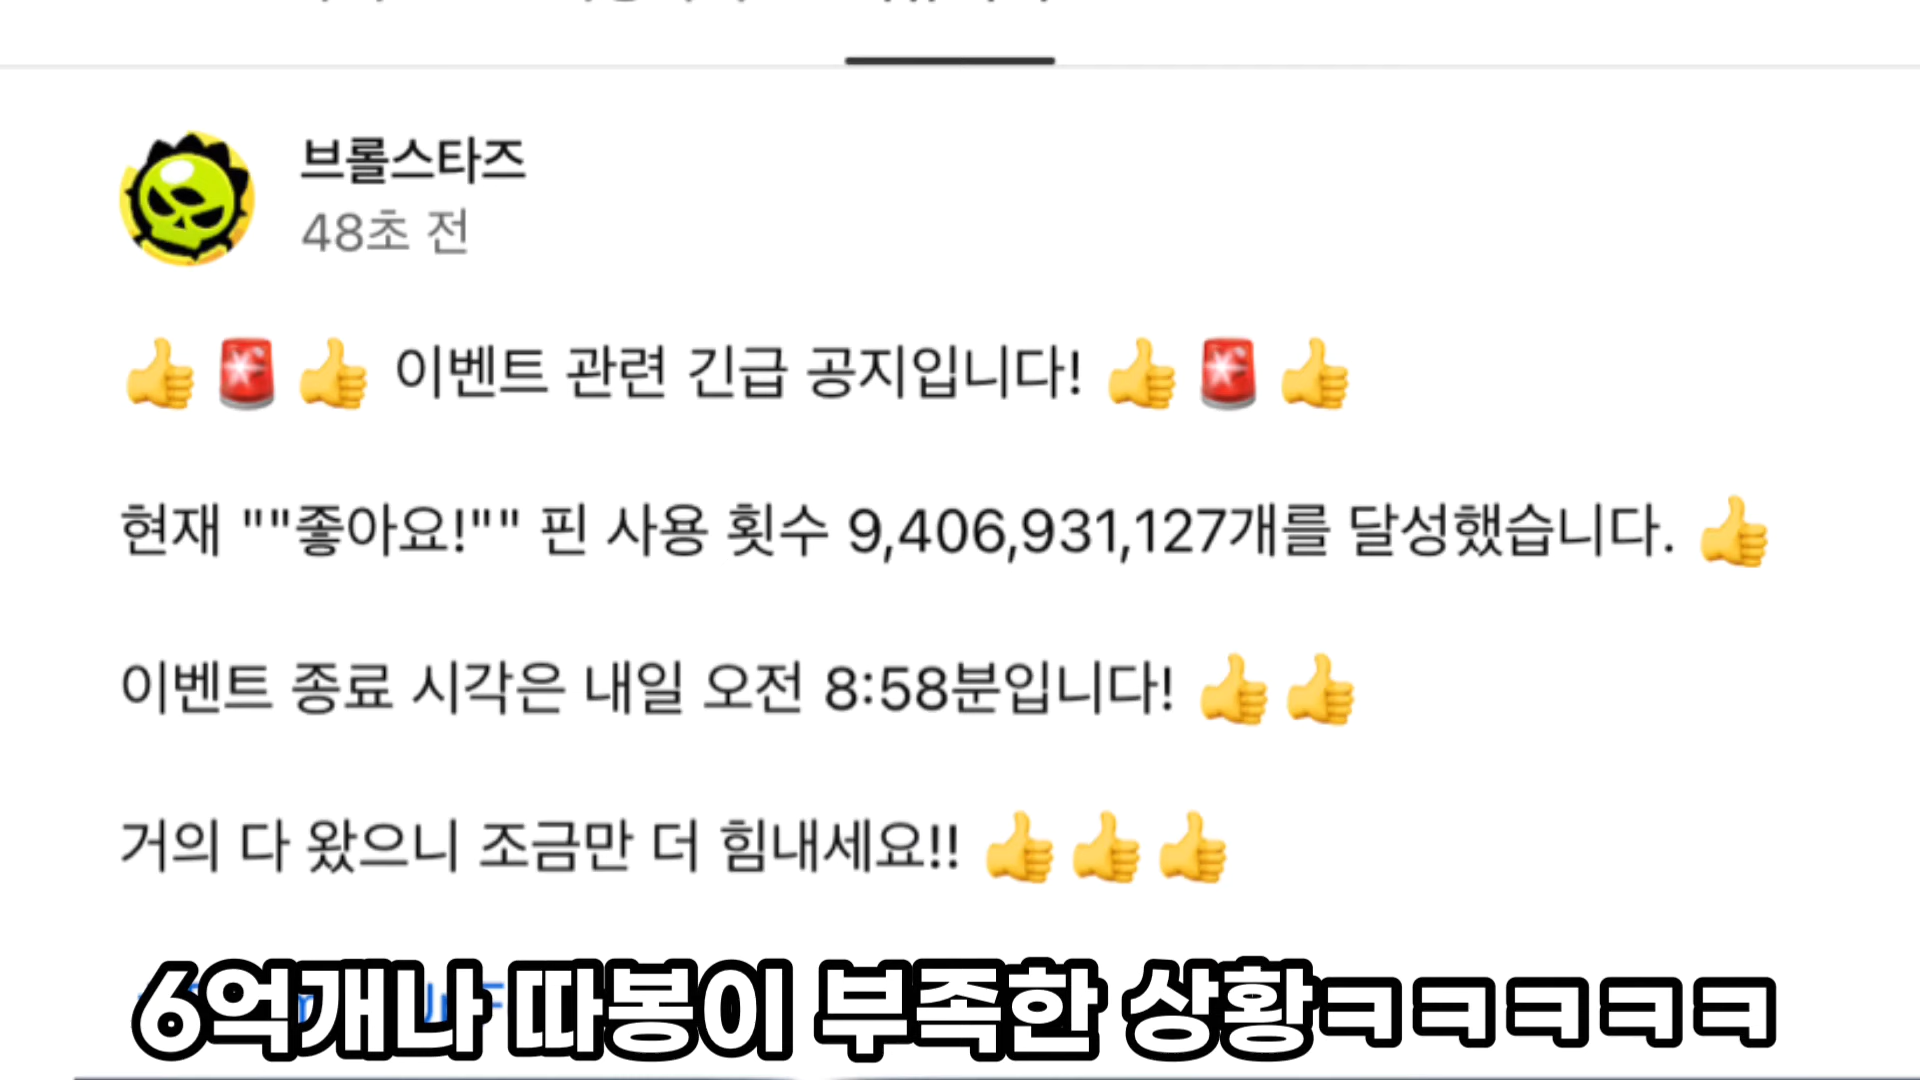 브롤스타즈
48초 전
👍🚨👍 이벤트 관련 긴급 공지입니다! 👍🚨👍
현재 ""좋아요!"" 핀 사용 횟수 9,406,931,127개를 달성했습니다. 👍
이벤트 종료 시각은 내일 오전 8:58분입니다! 👍👍
거의 다 왔으니 조금만 더 힘내세요!! 👍👍👍
6억개나 따봉이 부족한 상황ㅋㅋㅋㅋㅋ